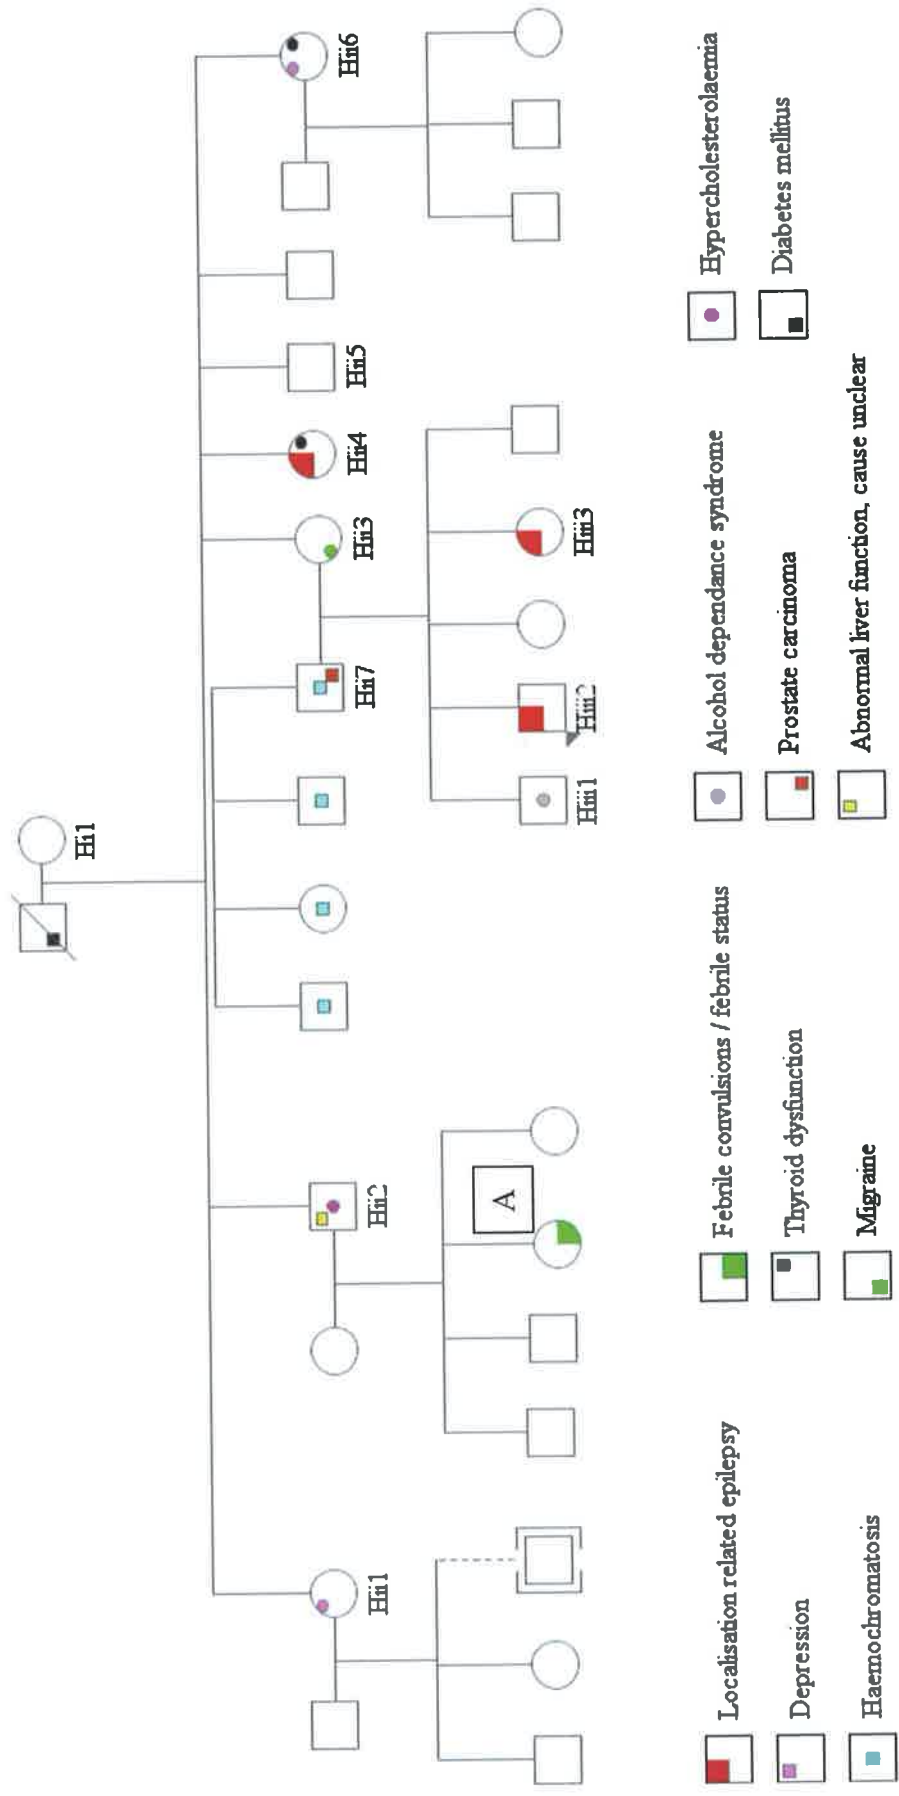 Hi1
Hii1
Hii2
Hii7
Hii3
Hii4
Hii5
Hii6
A
Hiii1
Hiii2
Hiii3
Localisation related epilepsy
Febrile convulsions / febrile status
Alcohol dependance syndrome
Hypercholesterolaemia
Depression
Thyroid dysfunction
Prostate carcinoma
Diabetes mellitus
Haemochromatosis
Migraine
Abnormal liver function, cause unclear